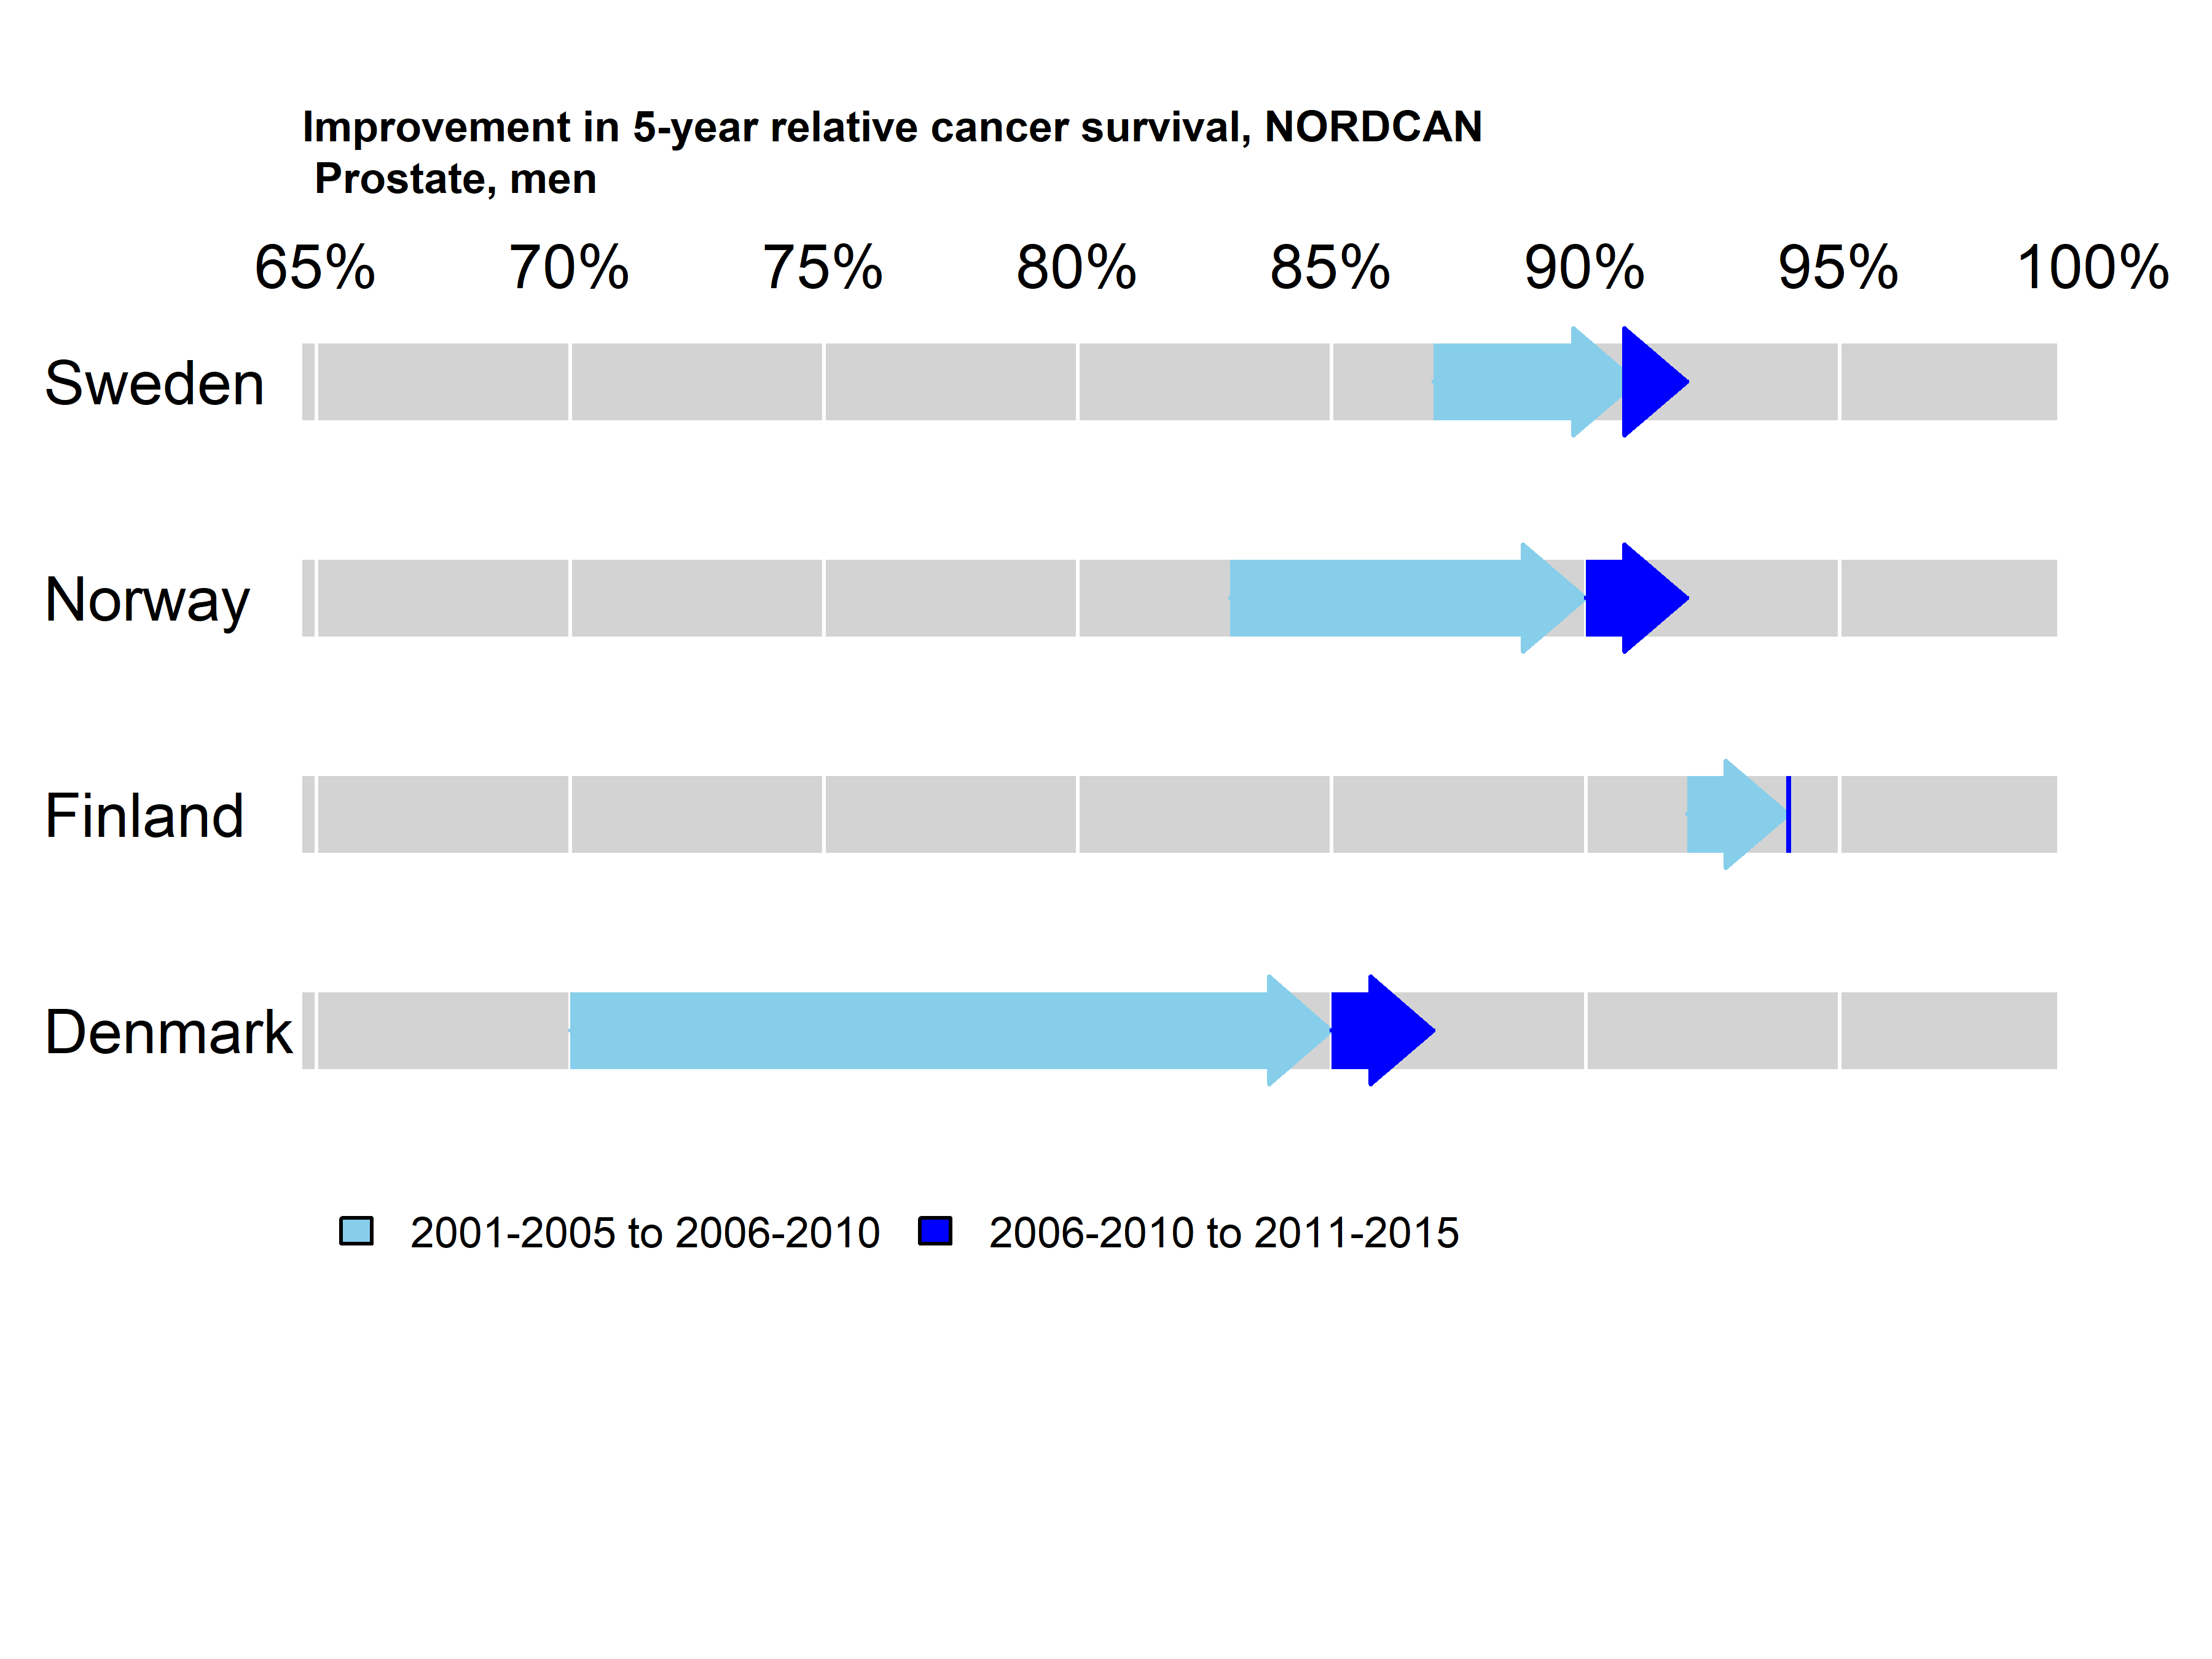 Improvement in 5-year relative cancer survival, NORDCAN
Prostate, men
65% 70% 75% 80% 85% 90% 95% 100%
Sweden
Norway
Finland
Denmark
2001-2005 to 2006-2010 2006-2010 to 2011-2015